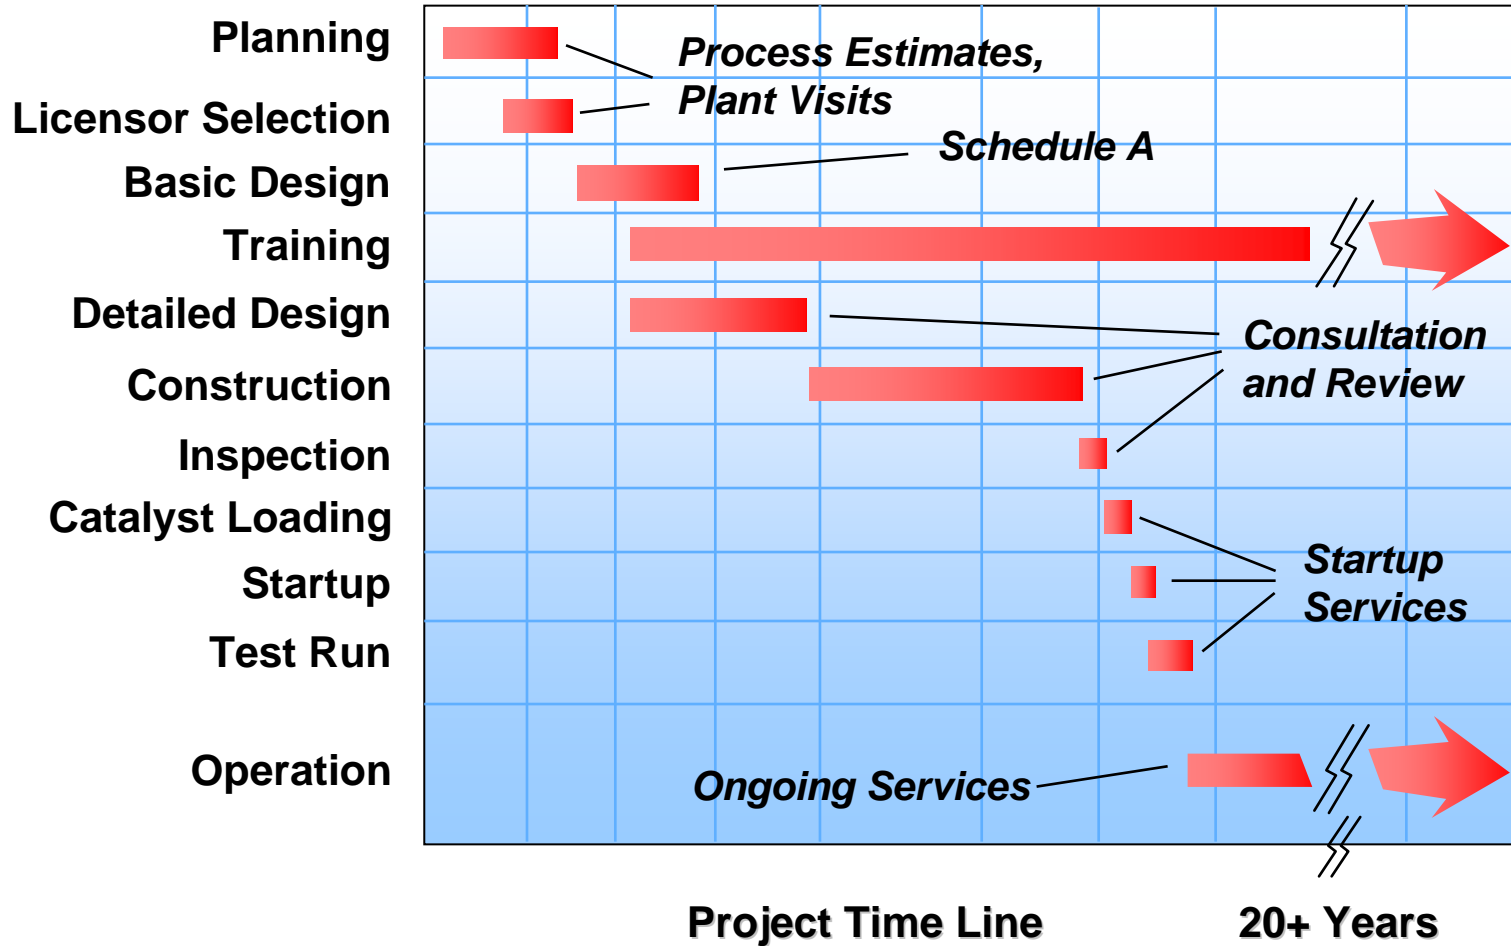 Planning
Process Estimates,
Plant Visits
Licensor Selection
Schedule A
Basic Design
Training
Detailed Design
Consultation
and Review
Construction
Inspection
Catalyst Loading
Startup
Services
Startup
Test Run
Operation
Ongoing Services
Project Time Line
20+ Years